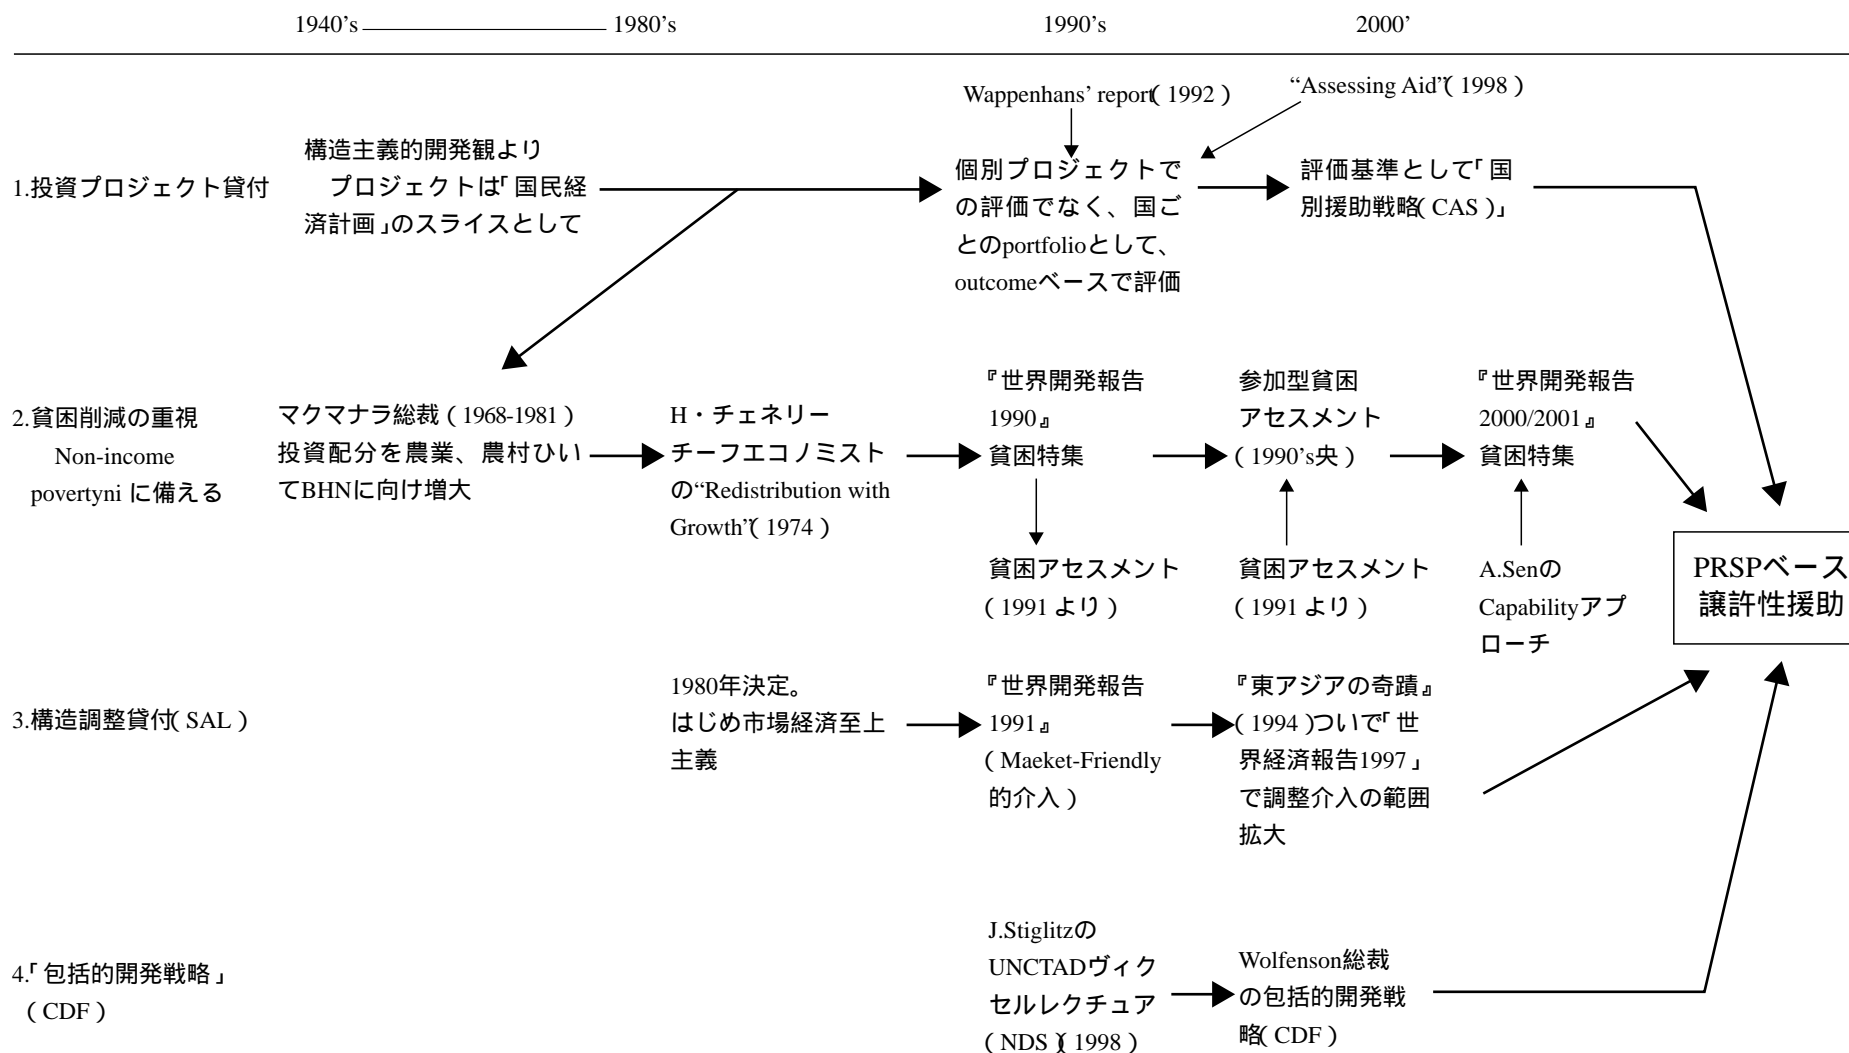 1940's 1980's 1990's 2000'
Wappenhans' report( 1992 )
“Assessing Aid”( 1998 )
1.投資プロジェクト貸付
構造主義的開発観より
プロジェクトは「国民経
済計画」のスライスとして
個別プロジェクトで
の評価でなく、国ご
とのportfolioとして、
outcomeベースで評価
評価基準として「国
別援助戦略( CAS )」
2.貧困削減の重視
Non-income
povertyni に備える
マクマナラ総裁（1968-1981）
投資配分を農業、農村ひい
てBHNに向け増大
H・チェネリー
チーフエコノミスト
の“Redistribution with
Growth”( 1974 )
『世界開発報告
1990』
貧困特集
貧困アセスメント
（1991 より）
参加型貧困
アセスメント
（1990's央）
貧困アセスメント
（1991 より）
『世界開発報告
2000/2001』
貧困特集
A.Senの
Capabilityアプ
ローチ
PRSPベース
譲許性援助
3.構造調整貸付( SAL )
1980年決定。
はじめ市場経済至上
主義
『世界開発報告
1991』
（Maeket-Friendly
的介入）
『東アジアの奇蹟』
（1994）ついで「世
界経済報告1997」
で調整介入の範囲
拡大
4.「包括的開発戦略」
（CDF）
J.Stiglitzの
UNCTADヴィク
セルレクチュア
（NDS）（1998）
Wolfenson総裁
の包括的開発戦
略( CDF )